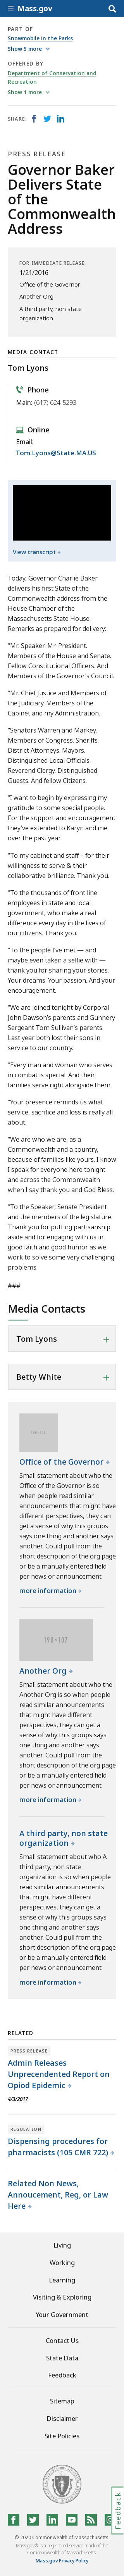 Mass.gov
PART OF
Snowmobile in the Parks
Show 5 more
OFFERED BY
Department of Conservation and
Recreation
Show 1 more
SHARE:
PRESS RELEASE
Governor Baker
Delivers State
of the
Commonwealth
Address
FOR IMMEDIATE RELEASE:
1/21/2016
Office of the Governor
Another Org
A third party, non state
organization
MEDIA CONTACT
Tom Lyons
Phone
Main: (617) 624-5293
Online
Email:
Tom.Lyons@State.MA.US
View transcript
Today, Governor Charlie Baker
delivers his first State of the
Commonwealth address from the
House Chamber of the
Massachusetts State House.
Remarks as prepared for delivery:
"Mr. Speaker. Mr. President.
Members of the House and Senate.
Fellow Constitutional Officers. And
Members of the Governor's Council.
"Mr. Chief Justice and Members of
the Judiciary. Members of the
Cabinet and my Administration.
"Senators Warren and Markey.
Members of Congress. Sheriffs.
District Attorneys. Mayors.
Distinguished Local Officials.
Reverend Clergy. Distinguished
Guests. And fellow Citizens.
"I want to begin by expressing my
thanks to all of you for the
support and encouragement
you've extended to Karyn and me
over the past year.
"To my cabinet and staff – for their
unwavering commitment and
collaborative brilliance. Thank you.
"To the thousands of front line
employees in state and local
government, who make a real
difference every day in the lives of
our citizens. Thank you.
"To the people I've met — and
maybe even taken a selfie with —
thank you for sharing your stories.
Your dreams. Your passion. And your
encouragement.
"We are joined tonight by Corporal
John Dawson's parents and Gunnery
Sergeant Tom Sullivan's parents.
Last year both lost their sons in
service to our country.
"Every man and woman who serves
in combat is special. And their
families serve right alongside them.
"Your presence reminds us what
service, sacrifice and loss is really all
about.
"And while we are who we are, as a
Commonwealth and a country,
because of families like yours, I know
I speak for everyone tonight and
across each and every community
when I say thank you and God Bless.
"To the Speaker, Senate President
and the members of the legislature.
Thank you for putting partisanship
aside and for engaging with us in
good faith and good humor as we
work to solve some very challenging
problems.
###
Media Contacts
Tom Lyons
Betty White
Office of the Governor
Small statement about who the
Office of the Governor is so
when people read similar
announcements that might have
different perspectives, they can
get a sense of why this groups
says one thing and another says
another. Could pull from the
short description of the org page
or be a manually entered field
per news or announcement.
more information
Another Org
Small statement about who the
Another Org is so when people
read similar announcements
that might have different
perspectives, they can get a
sense of why this groups says
one thing and another says
another. Could pull from the
short description of the org page
or be a manually entered field
per news or announcement.
more information
A third party, non state
organization
Small statement about who A
third party, non state
organization is so when people
read similar announcements
that might have different
perspectives, they can get a
sense of why this groups says
one thing and another says
another. Could pull from the
short description of the org page
or be a manually entered field
per news or announcement.
more information
RELATED
PRESS RELEASE
Admin Releases
Unprecendented Report on
Opiod Epidemic
4/3/2017
REGULATION
Dispensing procedures for
pharmacists (105 CMR 722)
Related Non News,
Annoucement, Reg, or Law
Here
Living
Working
Learning
Visiting & Exploring
Your Government
Contact Us
State Data
Feedback
Sitemap
Disclaimer
Site Policies
Feedback
© 2020 Commonwealth of Massachusetts.
Mass.gov® is a registered service mark of the
Commonwealth of Massachusetts.
Mass.gov Privacy Policy